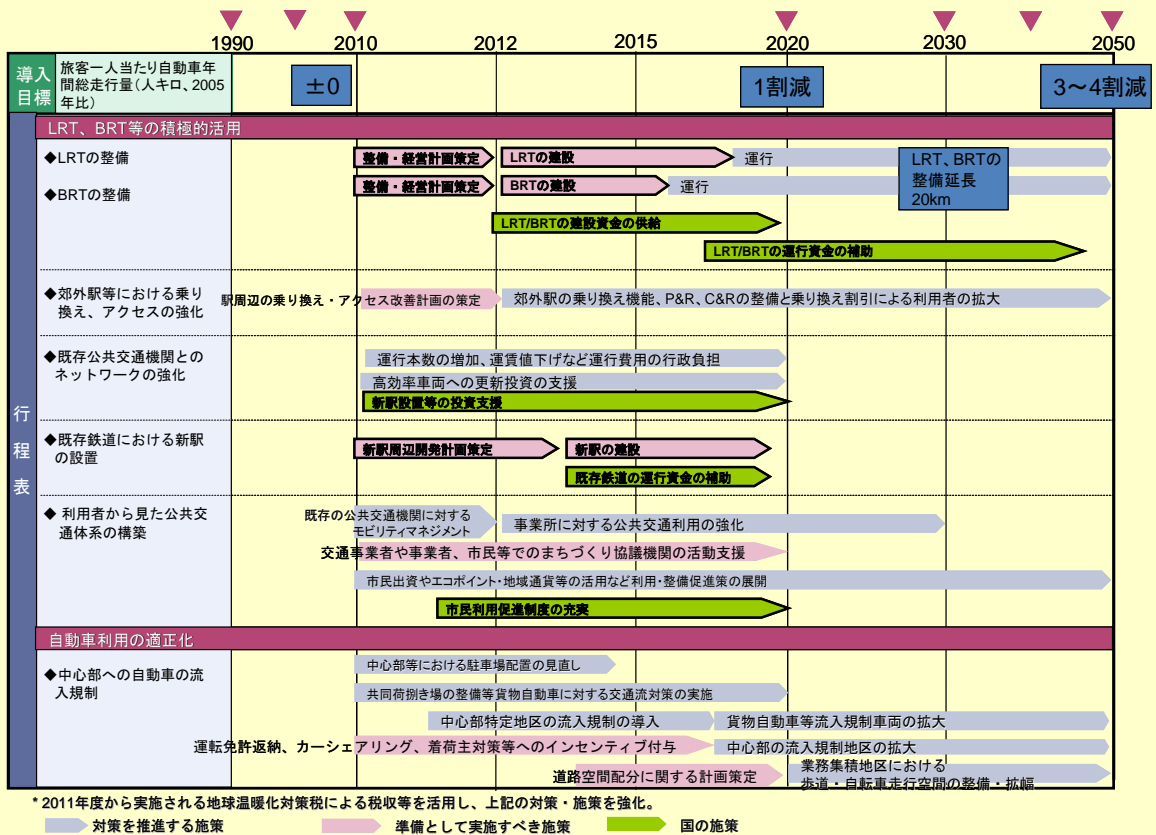 1990 2010 2012 2015 2020 2030 2050
導入
目標
旅客一人当たり自動車年
間総走行量(人キロ、2005
年比)
±0
1割減
3～4割減
行程表
LRT、BRT等の積極的活用
◆LRTの整備
整備・経営計画策定
LRTの建設
運行
◆BRTの整備
整備・経営計画策定
BRTの建設
運行
LRT、BRTの
整備延長
20km
LRT/BRTの建設資金の供給
LRT/BRTの運行資金の補助
◆郊外駅等における乗り
換え、アクセスの強化
駅周辺の乗り換え・アクセス改善計画の策定
郊外駅の乗り換え機能、P&R、C&Rの整備と乗り換え割引による利用者の拡大
◆既存公共交通機関との
ネットワークの強化
運行本数の増加、運賃値下げなど運行費用の行政負担
高効率車両への更新投資の支援
新駅設置等の投資支援
◆既存鉄道における新駅
の設置
新駅周辺開発計画策定
新駅の建設
既存鉄道の運行資金の補助
◆ 利用者から見た公共交
通体系の構築
既存の公共交通機関に対する
モビリティマネジメント
事業所に対する公共交通利用の強化
交通事業者や事業者、市民等でのまちづくり協議機関の活動支援
市民出資やエコポイント・地域通貨等の活用など利用・整備促進策の展開
市民利用促進制度の充実
自動車利用の適正化
◆中心部への自動車の流
入規制
中心部等における駐車場配置の見直し
共同荷捌き場の整備等貨物自動車に対する交通流対策の実施
中心部特定地区の流入規制の導入
貨物自動車等流入規制車両の拡大
運転免許返納、カーシェアリング、着荷主対策等へのインセンティブ付与
中心部の流入規制地区の拡大
道路空間配分に関する計画策定
業務集積地区における
歩道・自転車走行空間の整備・拡幅
* 2011年度から実施される地球温暖化対策税による税収等を活用し、上記の対策・施策を強化。
対策を推進する施策
準備として実施すべき施策
国の施策